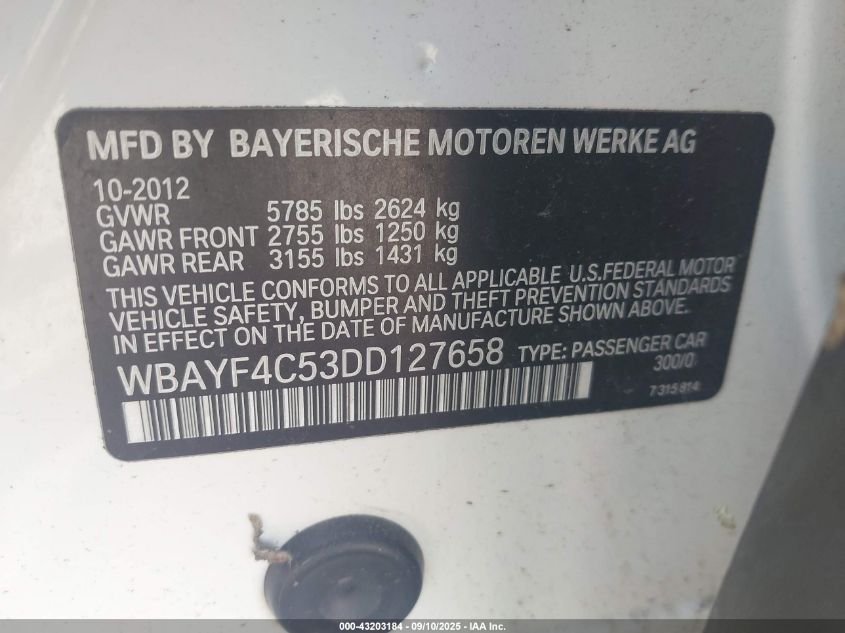 MFD BY BAYERISCHE MOTOREN WERKE AG
10-2012
GVWR 5785 lbs 2624 kg
GAWR FRONT 2755 lbs 1250 kg
GAWR REAR 3155 lbs 1431 kg
THIS VEHICLE CONFORMS TO ALL APPLICABLE U.S.FEDERAL MOTOR
VEHICLE SAFETY, BUMPER AND THEFT PREVENTION STANDARDS
IN EFFECT ON THE DATE OF MANUFACTURE SHOWN ABOVE.
WBAYF4C53DD127658 TYPE: PASSENGER CAR
300/0
7315814
000-43203184 - 09/10/2025 - IAA Inc.